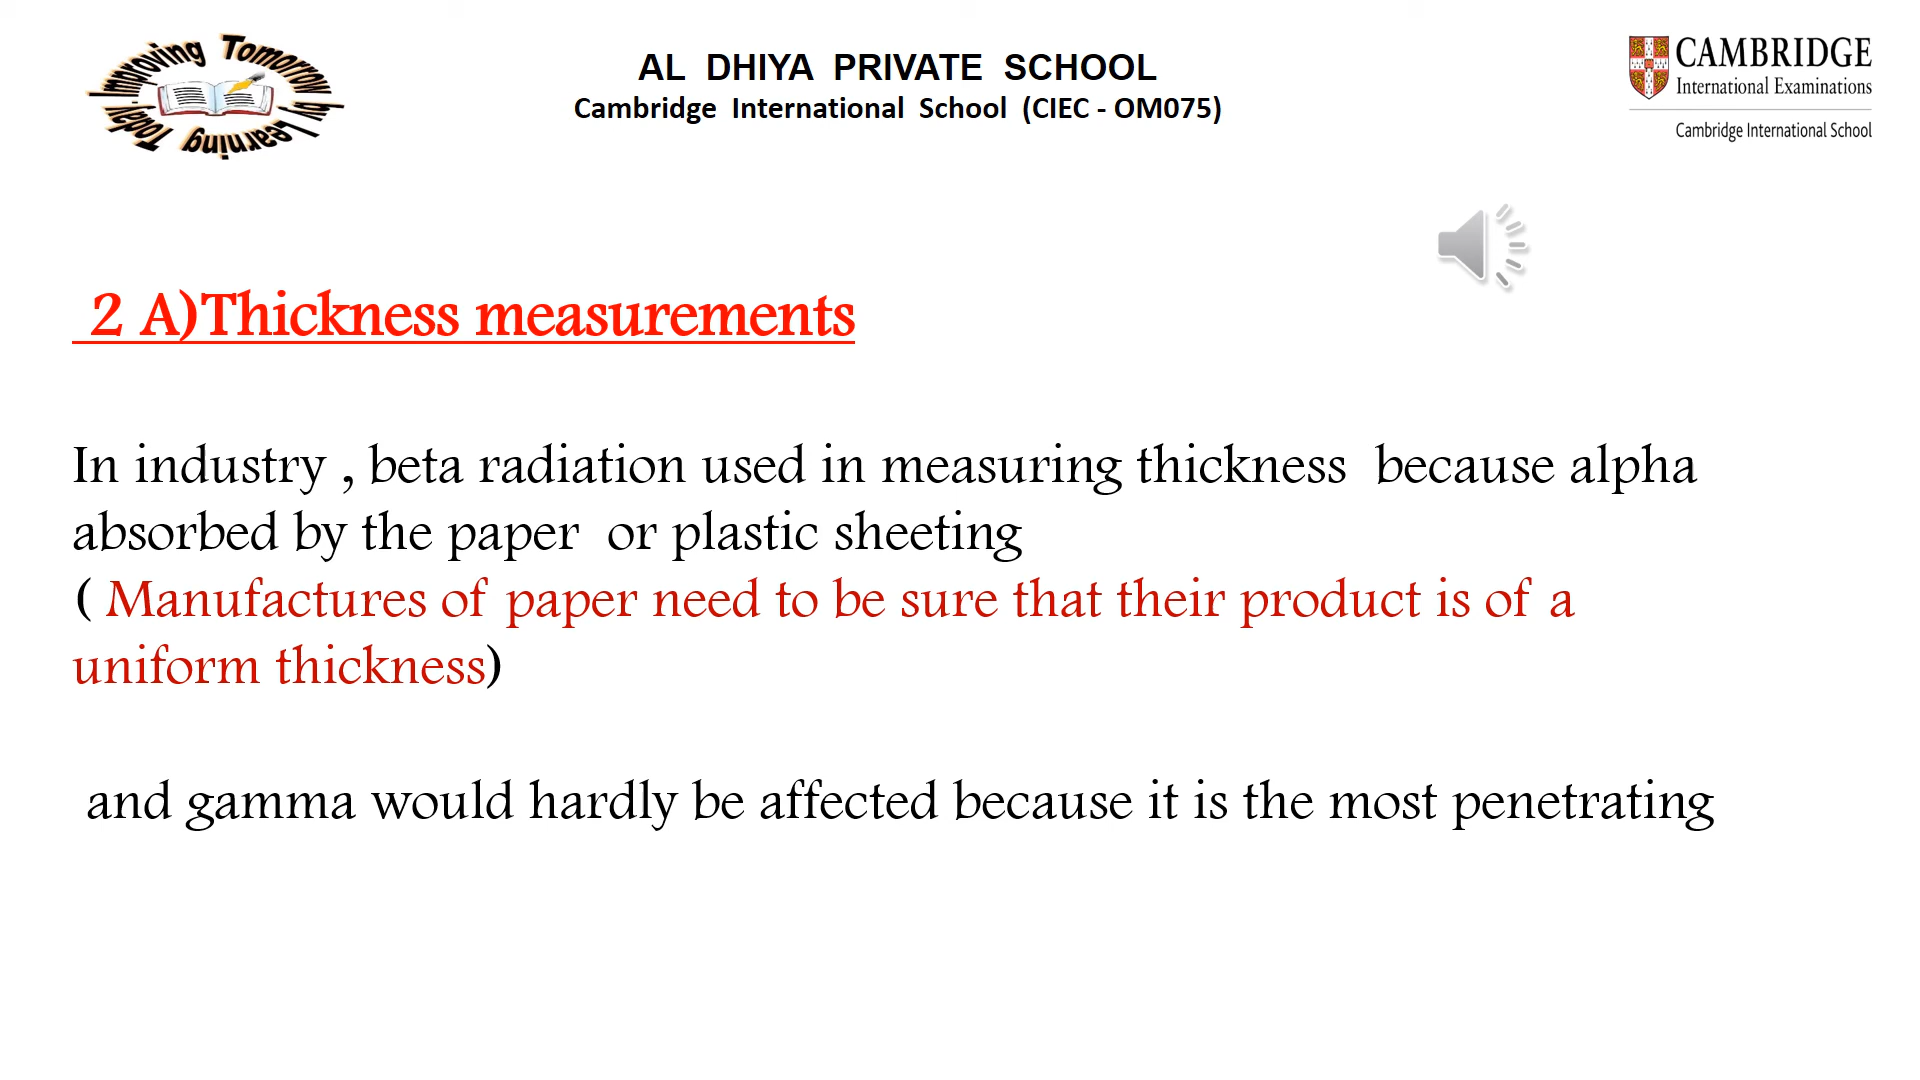 Improving Tomorrow by Learning Today
AL DHIYA PRIVATE SCHOOL
Cambridge International School (CIEC - OM075)
CAMBRIDGE
International Examinations
Cambridge International School
2 A)Thickness measurements
In industry , beta radiation used in measuring thickness because alpha
absorbed by the paper or plastic sheeting
( Manufactures of paper need to be sure that their product is of a
uniform thickness)
and gamma would hardly be affected because it is the most penetrating